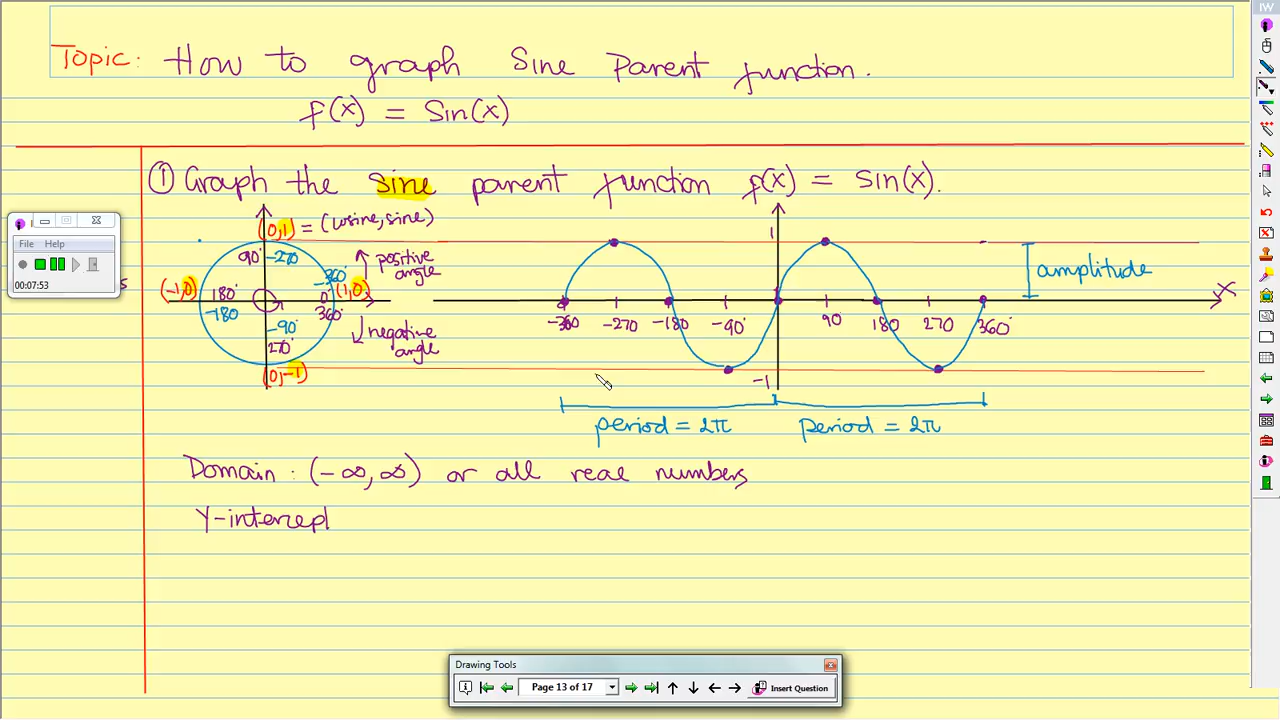 Topic: How to graph Sine Parent function.
f(x) = Sin(x)
① Graph the sine parent function f(x) = sin(x).
(0,1) = (cosine, sine)
90° -270
positive angle
-360°
(-1,0) 180° 0° (1,0)
-180 360°
-90°
270°
negative angle
(0,-1)
1
amplitude
X
-360 -270 -180 -90° 90 180 270 360°
-1
period = 2π period = 2π
Domain: (-∞, ∞) or all real numbers
Y-intercept
File Help
00:07:53
IW
Drawing Tools
Page 13 of 17
Insert Question